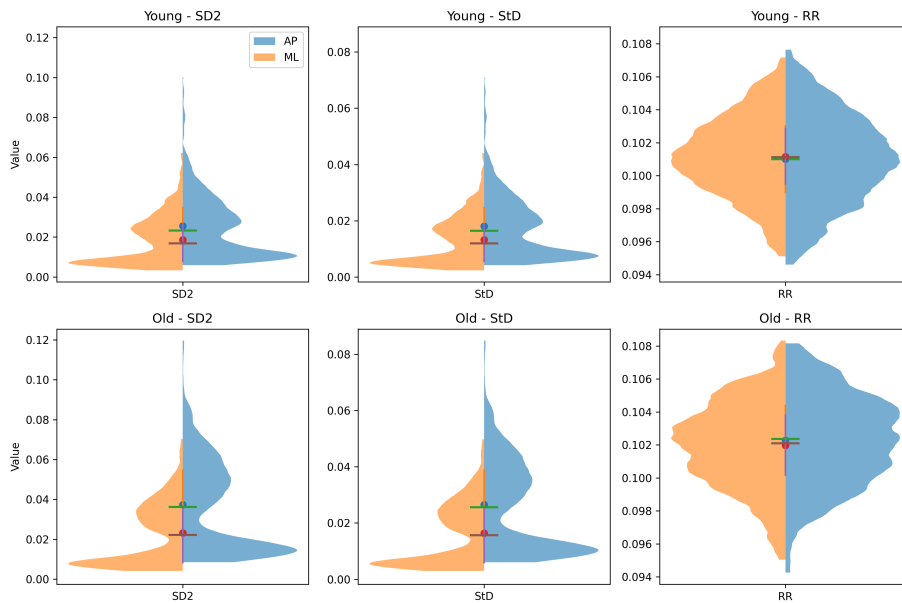 Young - SD2
Young - StD
Young - RR
AP
ML
Value
0.12
0.10
0.08
0.06
0.04
0.02
0.00
SD2
0.08
0.06
0.04
0.02
0.00
StD
0.108
0.106
0.104
0.102
0.100
0.098
0.096
0.094
RR
Old - SD2
Old - StD
Old - RR
Value
0.12
0.10
0.08
0.06
0.04
0.02
0.00
SD2
0.08
0.06
0.04
0.02
0.00
StD
0.108
0.106
0.104
0.102
0.100
0.098
0.096
0.094
RR